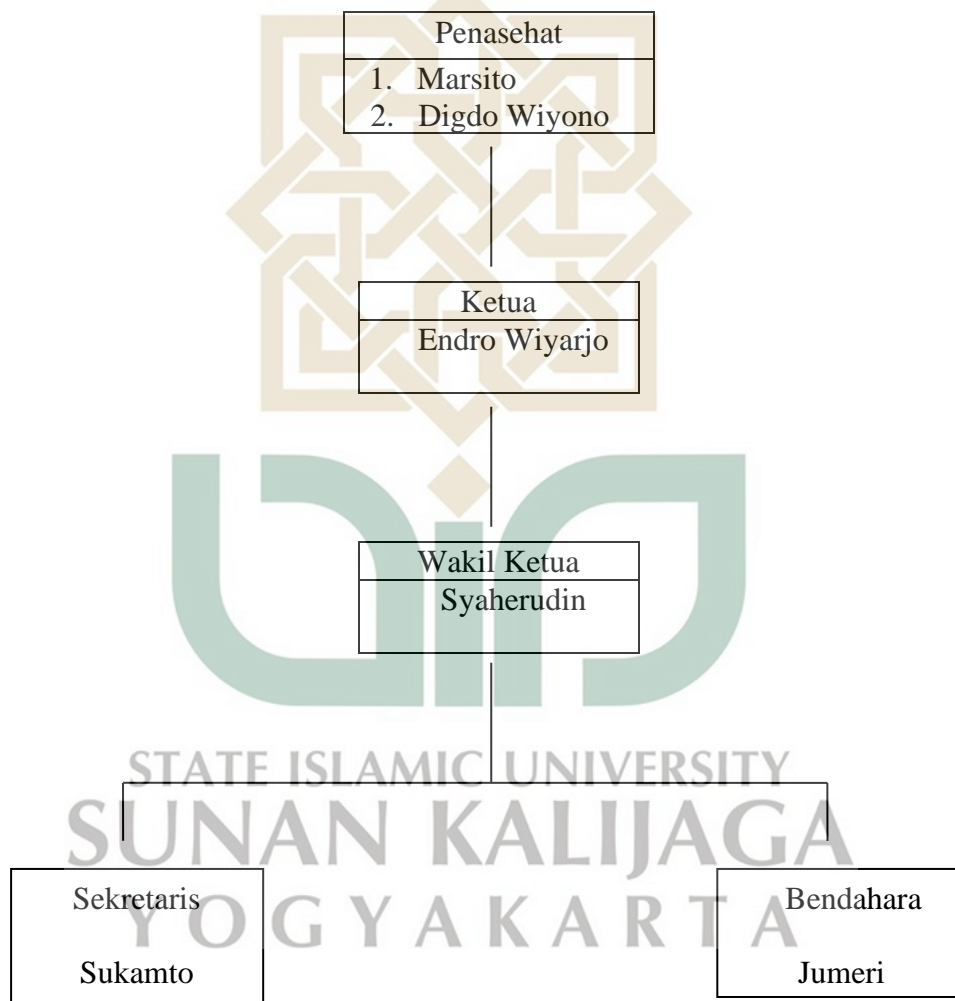 Penasehat
1. Marsito
2. Digdo Wiyono
Ketua
Endro Wiyarjo
Wakil Ketua
Syaherudin
STATE ISLAMIC UNIVERSITY
SUNAN KALIJAGA
YOGYAKARTA
Sekretaris
Sukamto
Bendahara
Jumeri